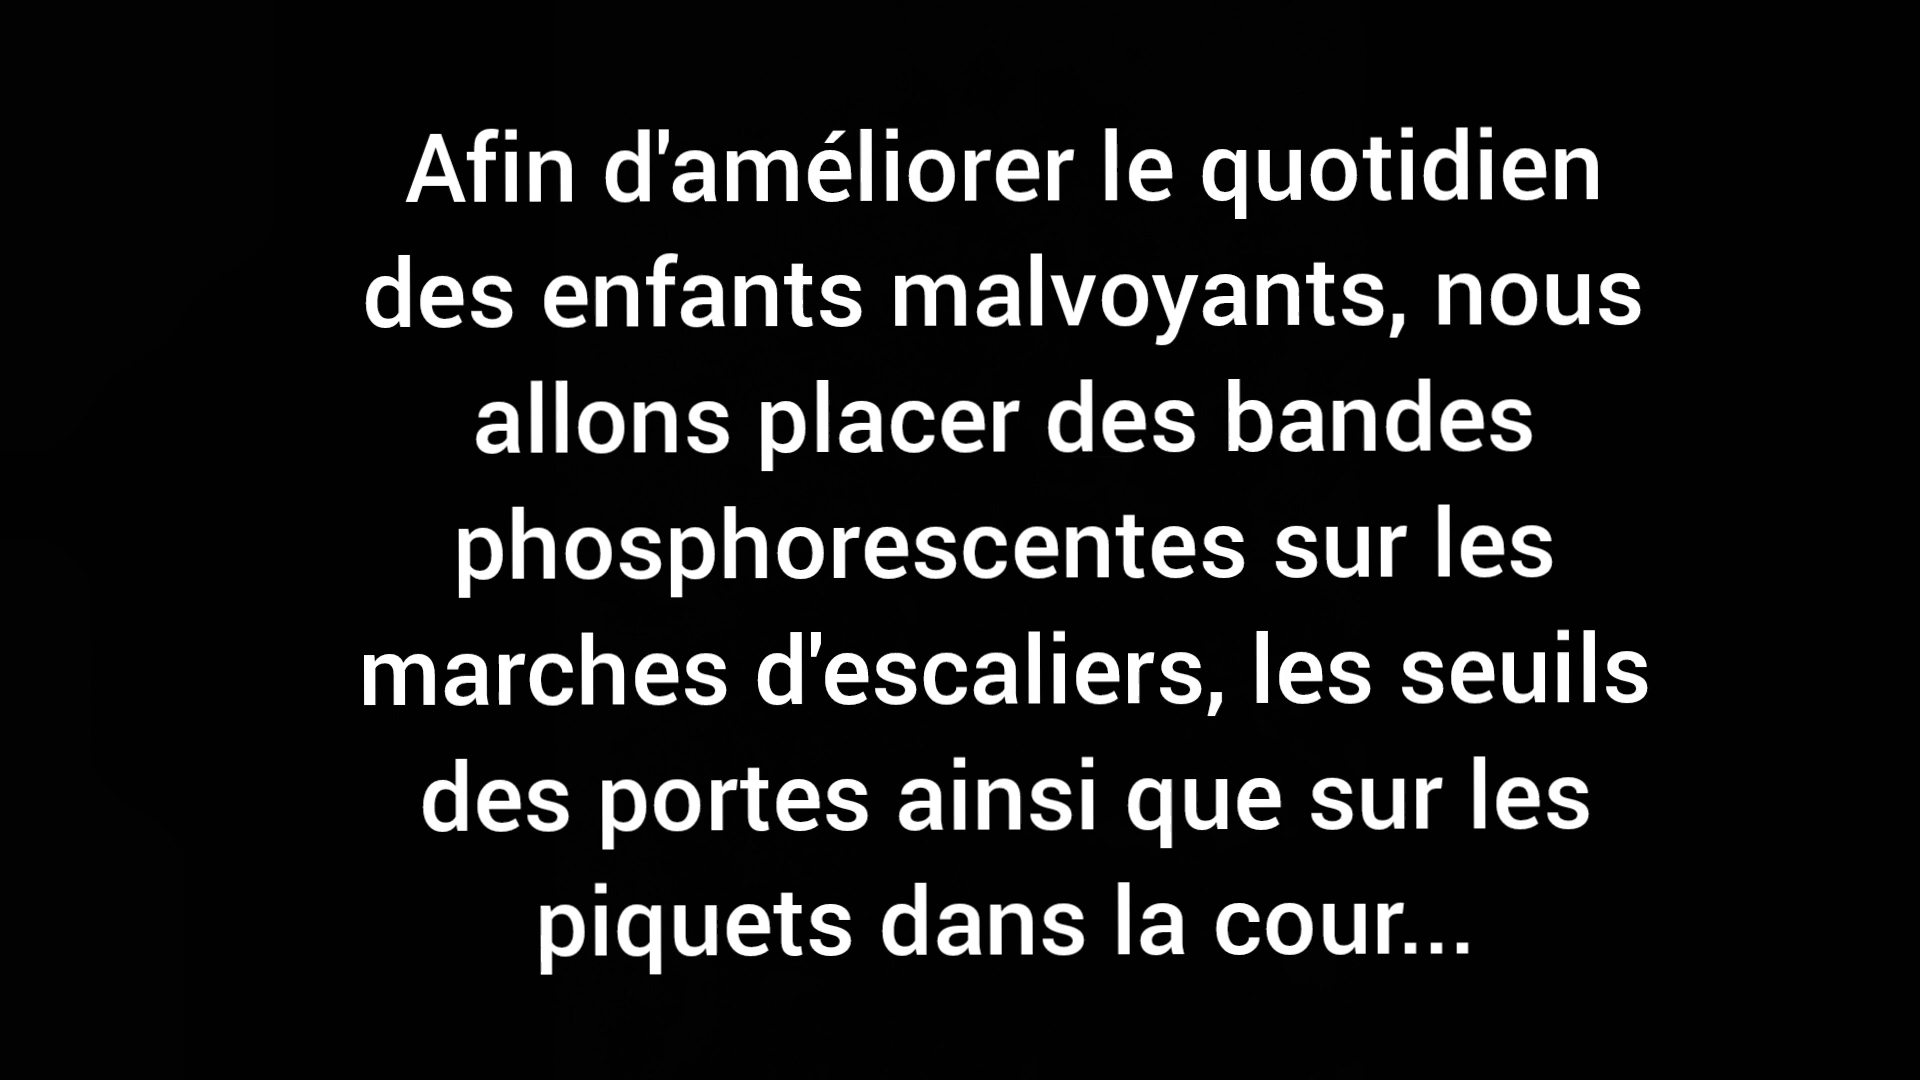 Afin d'améliorer le quotidien
des enfants malvoyants, nous
allons placer des bandes
phosphorescentes sur les
marches d'escaliers, les seuils
des portes ainsi que sur les
piquets dans la cour...